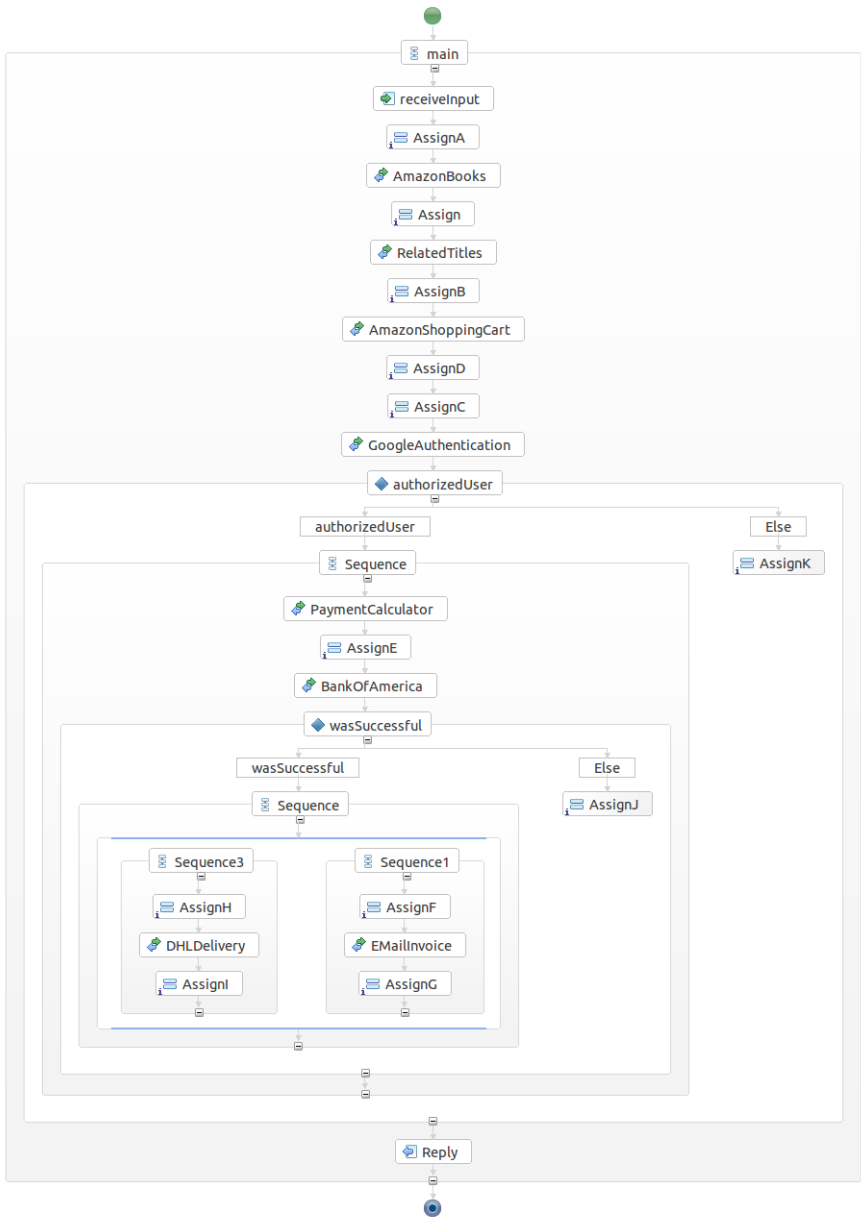 main
receiveInput
AssignA
AmazonBooks
Assign
RelatedTitles
AssignB
AmazonShoppingCart
AssignD
AssignC
GoogleAuthentication
authorizedUser
authorizedUser
Else
Sequence
AssignK
PaymentCalculator
AssignE
BankOfAmerica
wasSuccessful
wasSuccessful
Else
Sequence
AssignJ
Sequence3
Sequence1
AssignH
AssignF
DHLDelivery
EMailInvoice
AssignI
AssignG
Reply